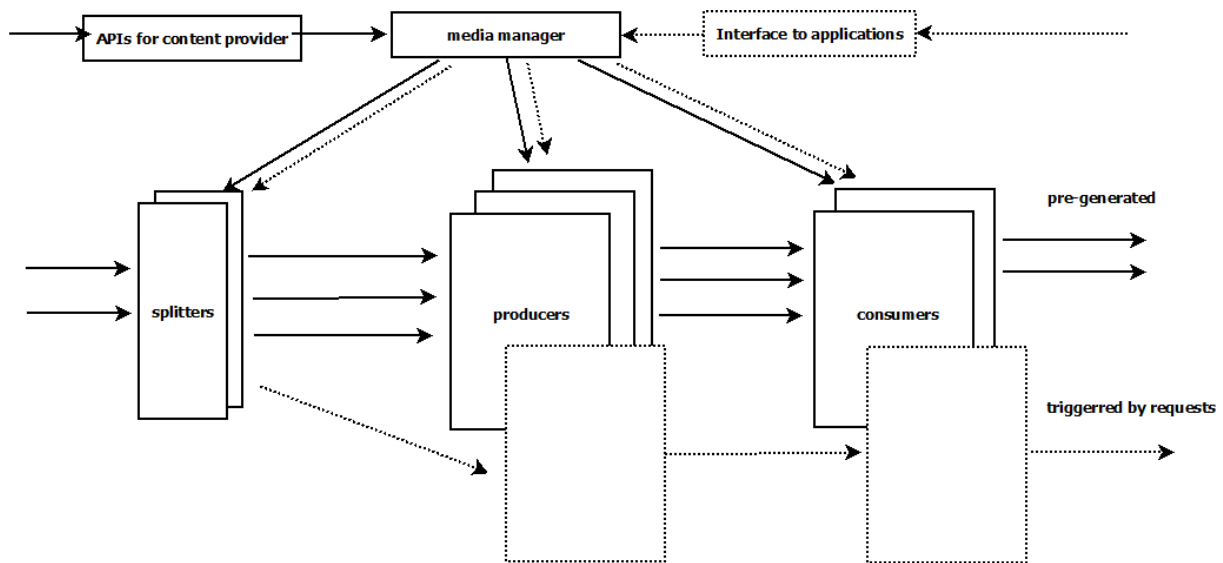 APIs for content provider
media manager
Interface to applications
pre-generated
splitters
producers
consumers
triggerred by requests